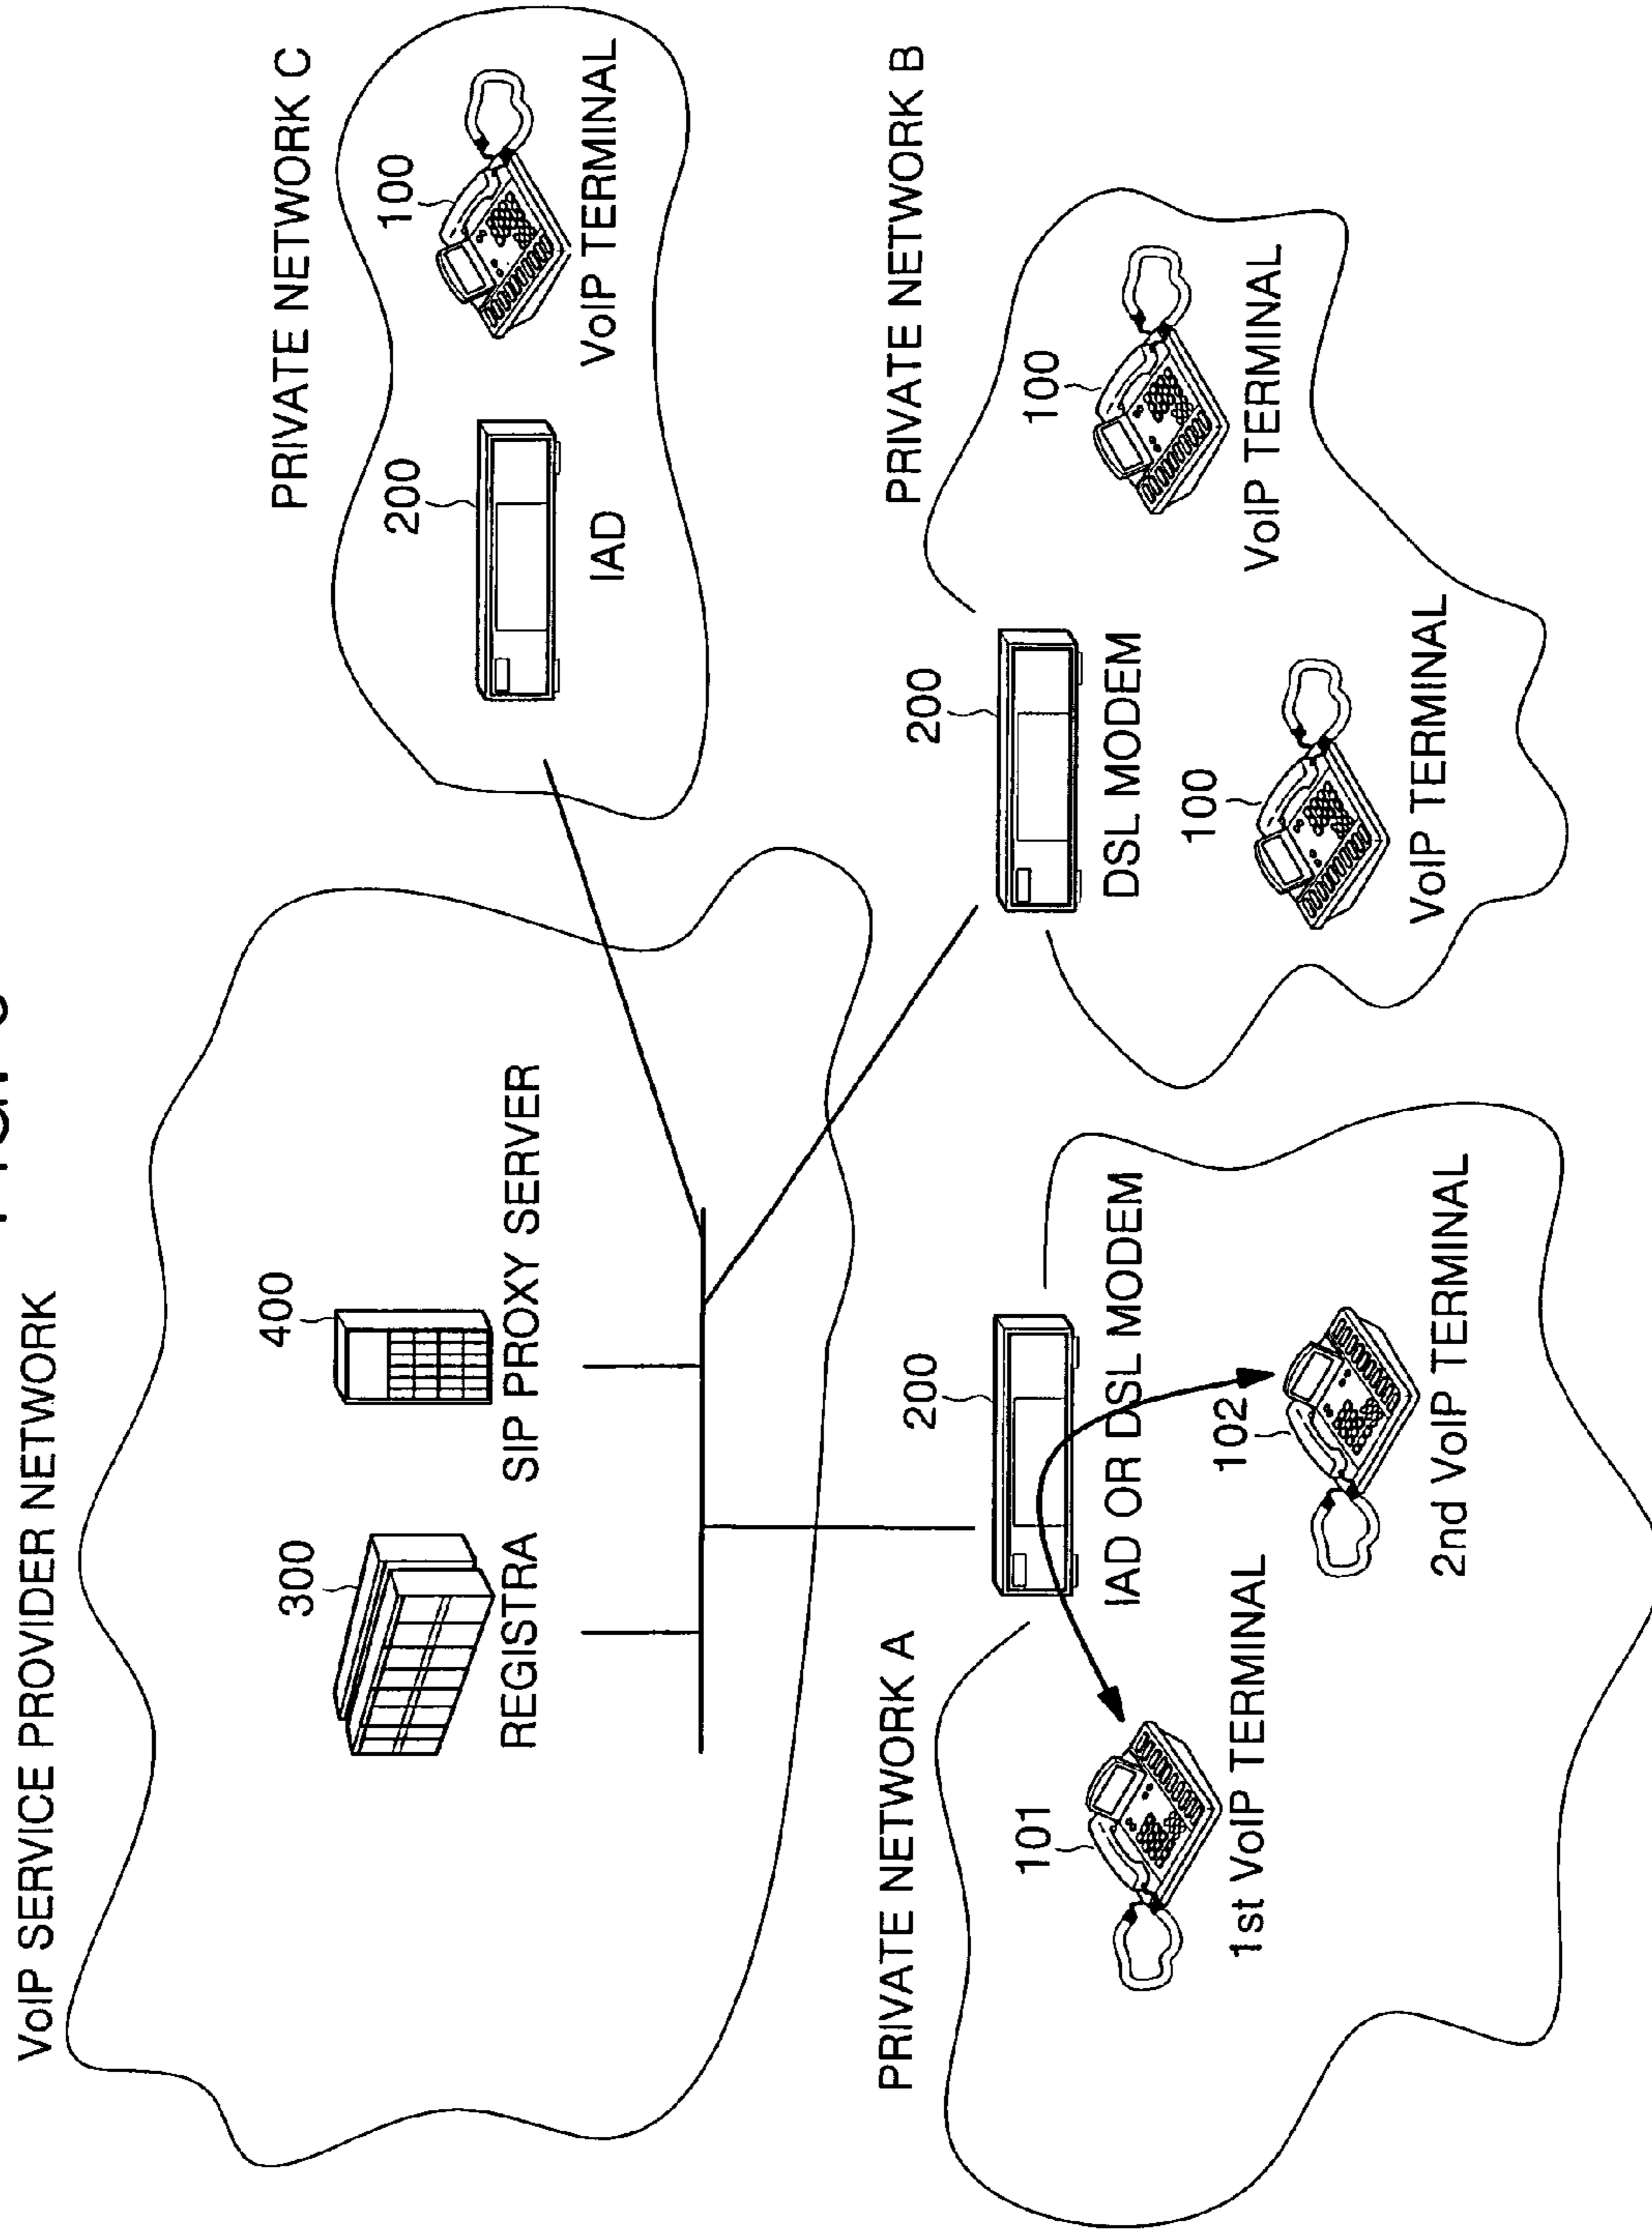 VoIP SERVICE PROVIDER NETWORK
300
REGISTRA
400
SIP PROXY SERVER
PRIVATE NETWORK C
200
IAD
100
VoIP TERMINAL
PRIVATE NETWORK A
200
IAD OR DSL MODEM
101
1st VoIP TERMINAL
102
2nd VoIP TERMINAL
PRIVATE NETWORK B
200
DSL MODEM
100
VoIP TERMINAL
100
VoIP TERMINAL